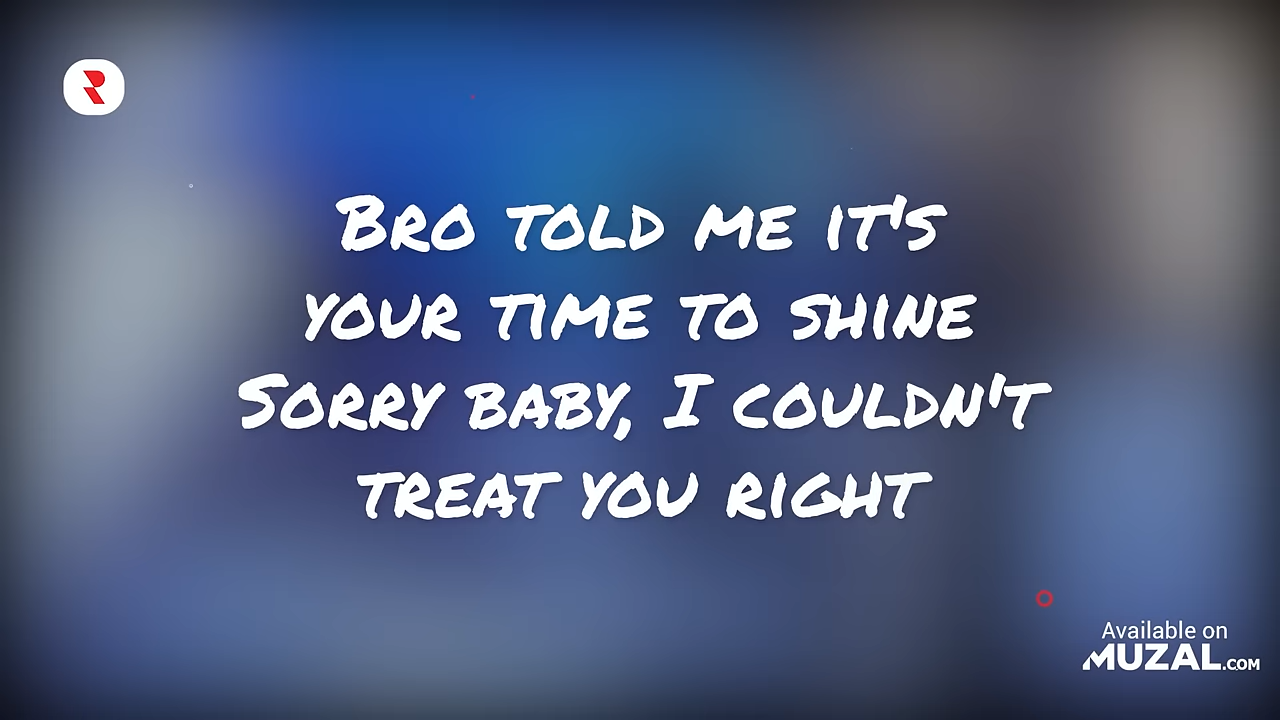 Bro told me it's
your time to shine
Sorry baby, I couldn't
treat you right
Available on
MUZAL.COM